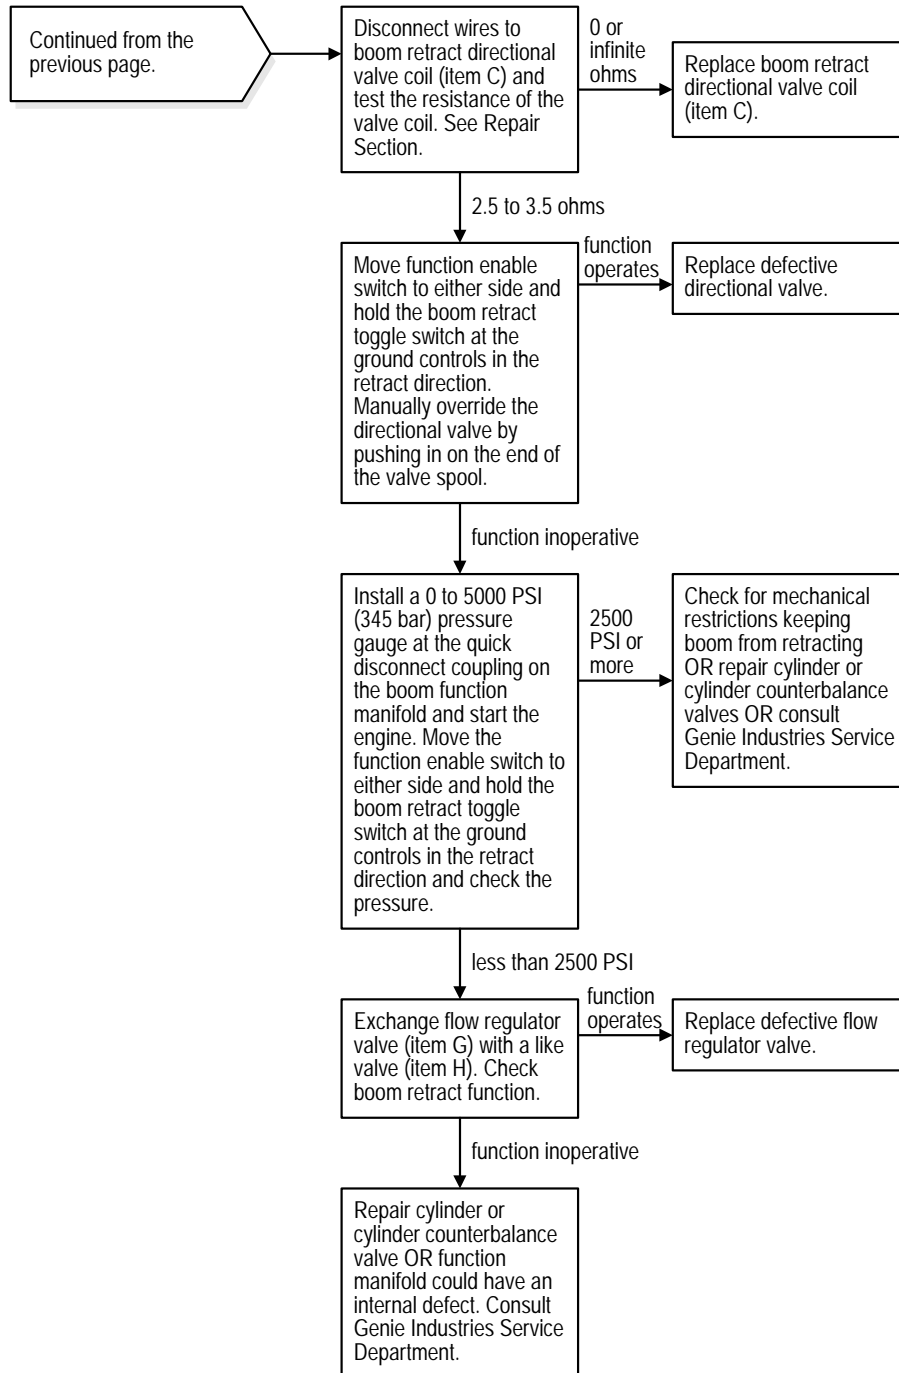 Continued from the
previous page.
Disconnect wires to
boom retract directional
valve coil (item C) and
test the resistance of the
valve coil. See Repair
Section.
0 or
infinite
ohms
Replace boom retract
directional valve coil
(item C).
2.5 to 3.5 ohms
Move function enable
switch to either side and
hold the boom retract
toggle switch at the
ground controls in the
retract direction.
Manually override the
directional valve by
pushing in on the end of
the valve spool.
function
operates
Replace defective
directional valve.
function inoperative
Install a 0 to 5000 PSI
(345 bar) pressure
gauge at the quick
disconnect coupling on
the boom function
manifold and start the
engine. Move the
function enable switch to
either side and hold the
boom retract toggle
switch at the ground
controls in the retract
direction and check the
pressure.
2500
PSI or
more
Check for mechanical
restrictions keeping
boom from retracting
OR repair cylinder or
cylinder counterbalance
valves OR consult
Genie Industries Service
Department.
less than 2500 PSI
Exchange flow regulator
valve (item G) with a like
valve (item H). Check
boom retract function.
function
operates
Replace defective flow
regulator valve.
function inoperative
Repair cylinder or
cylinder counterbalance
valve OR function
manifold could have an
internal defect. Consult
Genie Industries Service
Department.